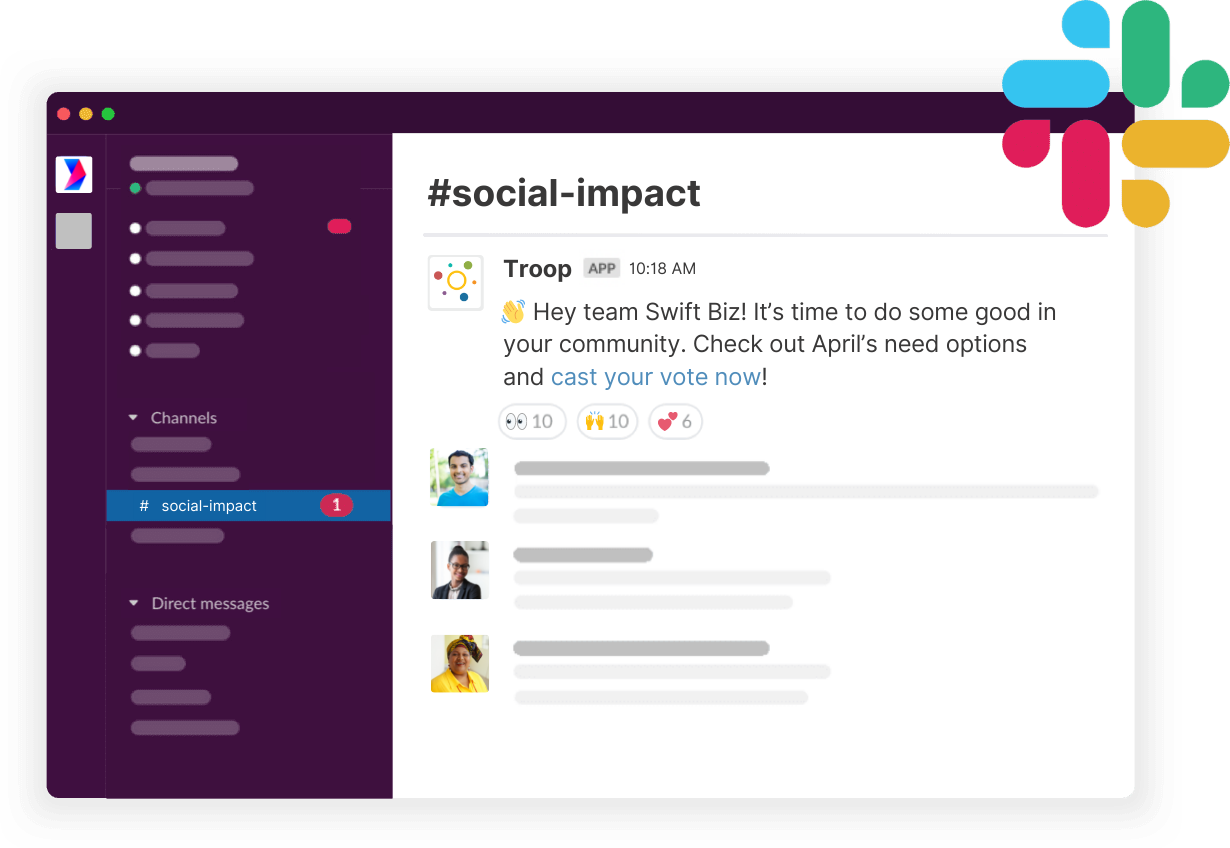 #social-impact
Troop APP 10:18 AM
👋 Hey team Swift Biz! It’s time to do some good in
your community. Check out April’s need options
and cast your vote now!
10 10 6
Channels
# social-impact 1
Direct messages